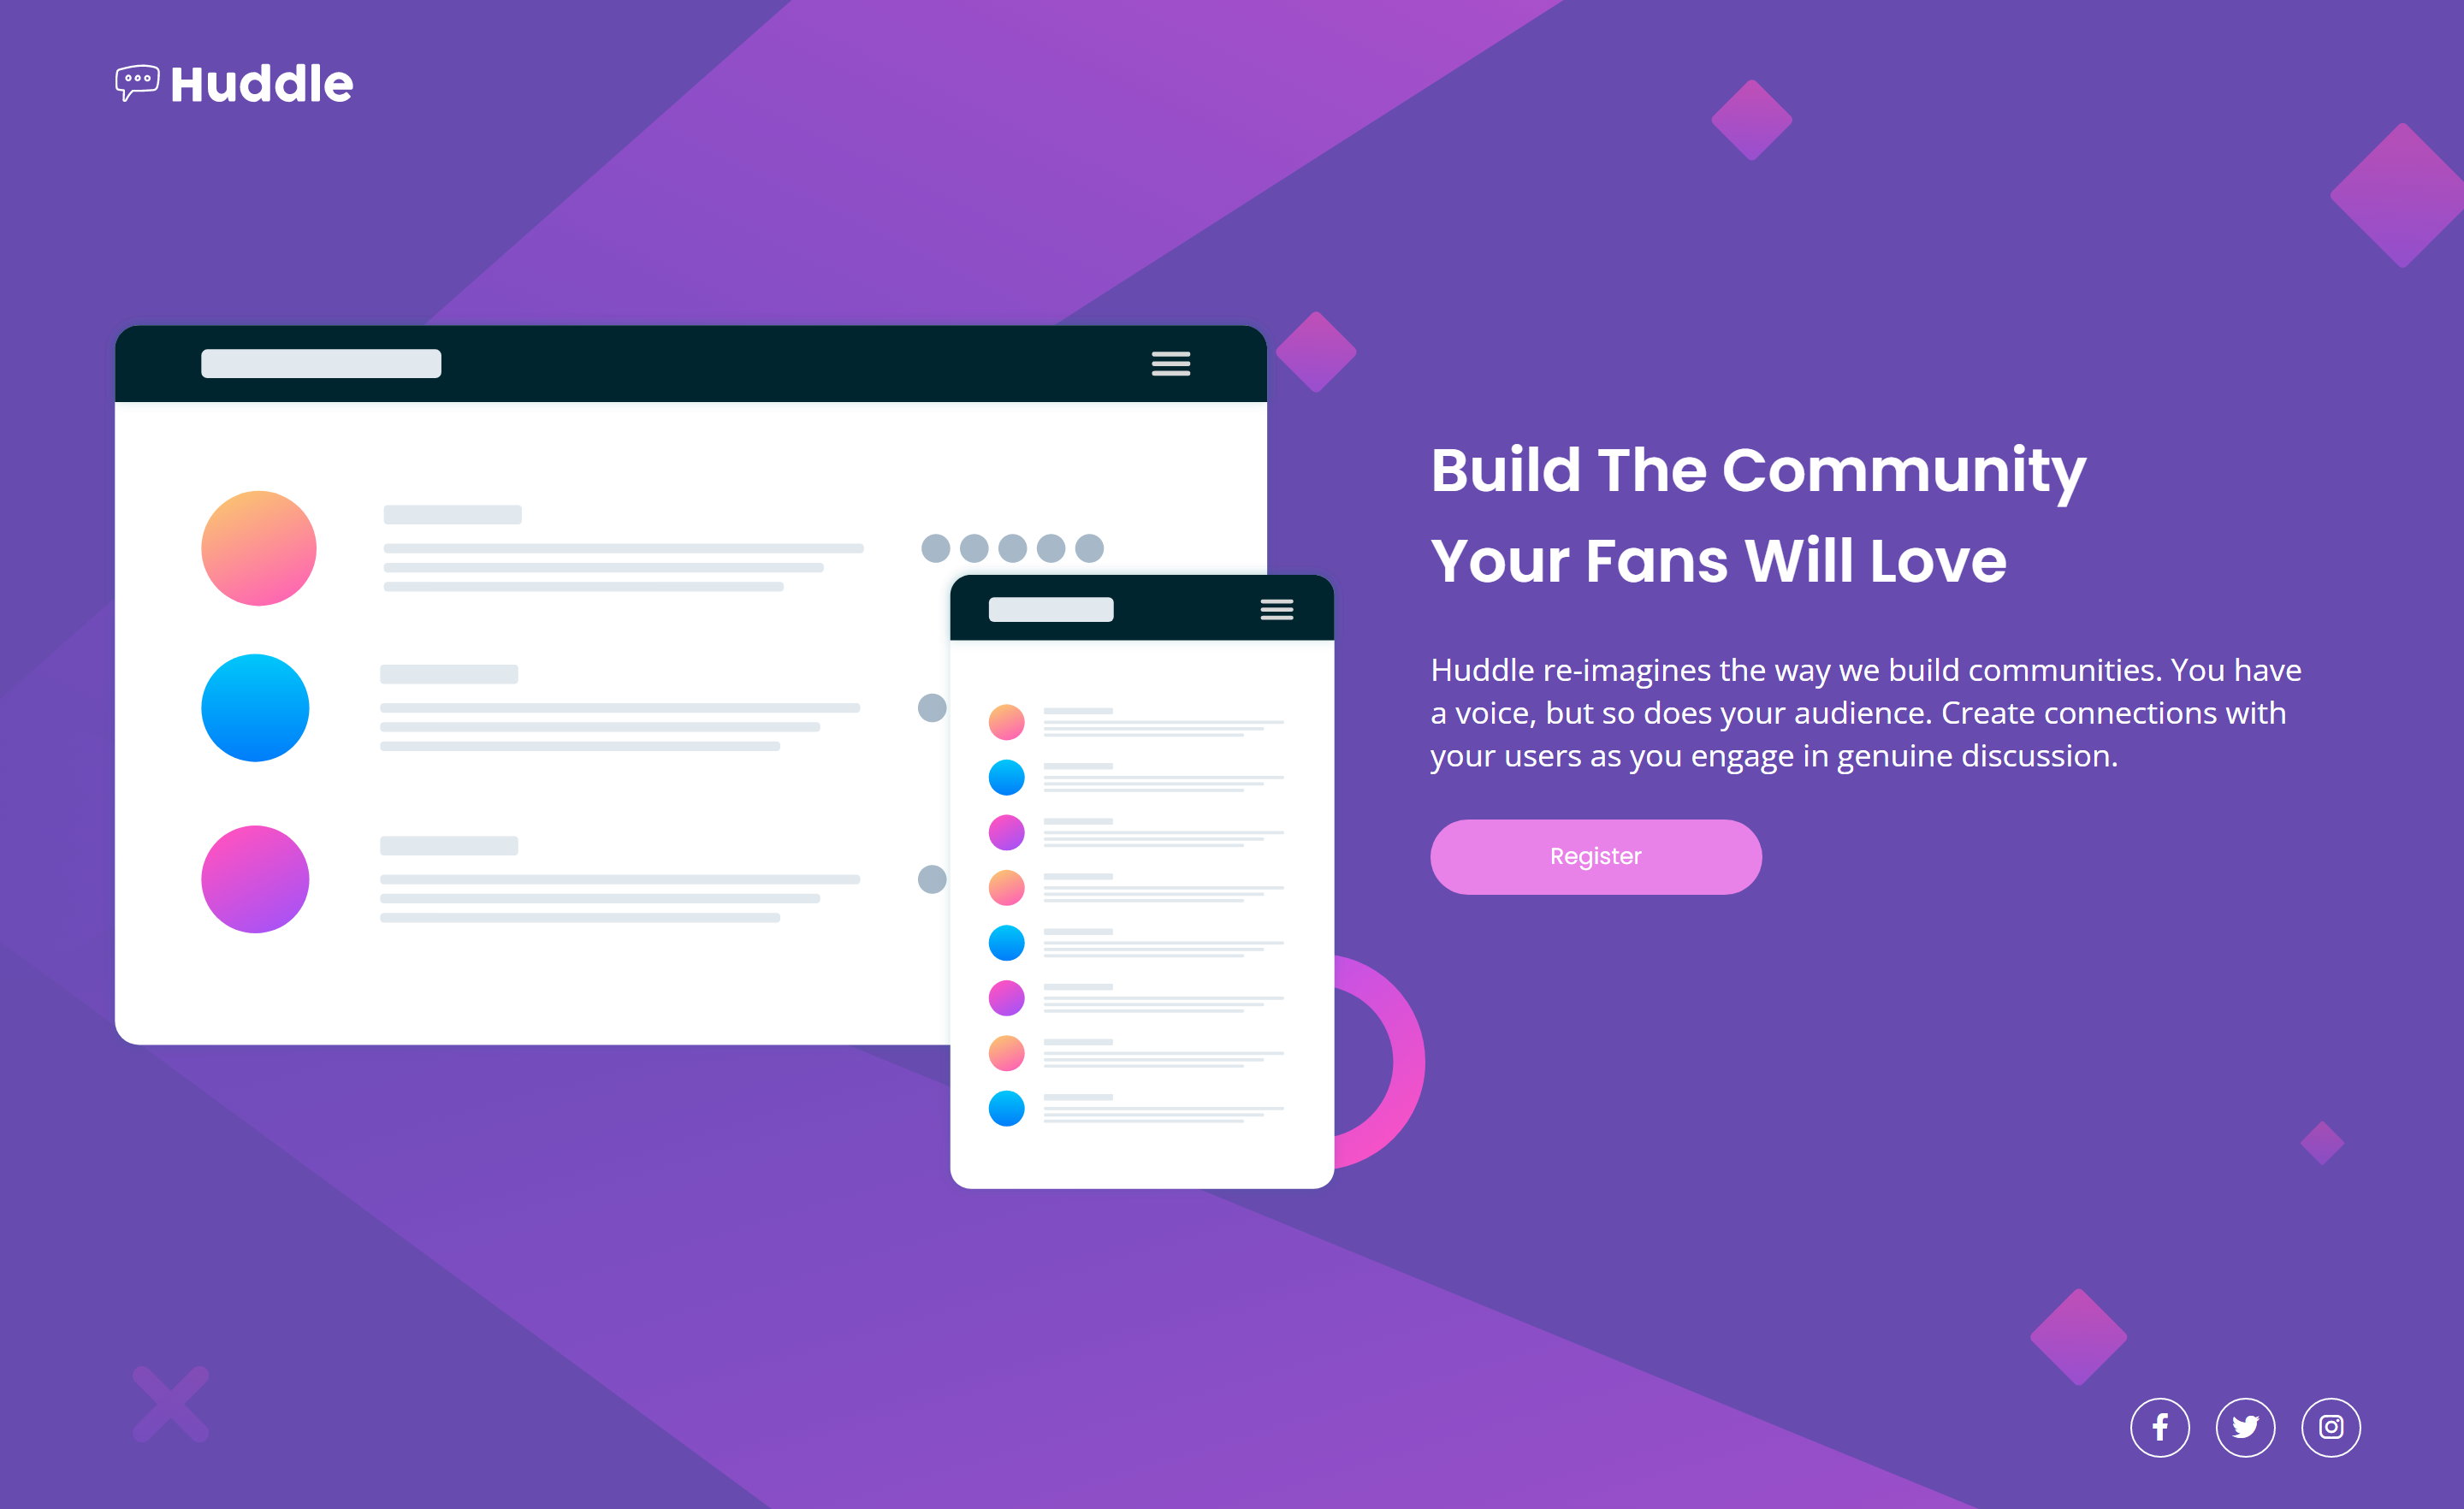 Huddle
Build The Community
Your Fans Will Love
Huddle re-imagines the way we build communities. You have
a voice, but so does your audience. Create connections with
your users as you engage in genuine discussion.
Register